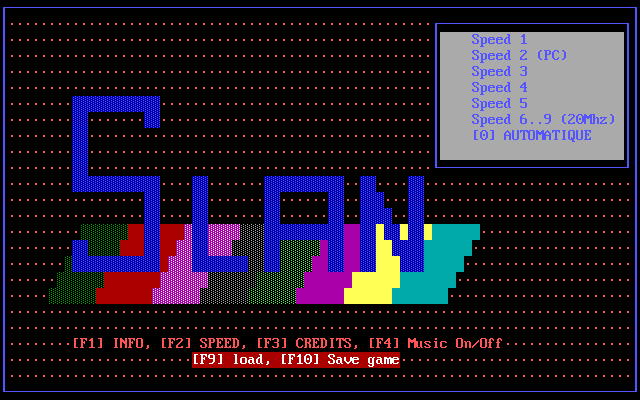 Speed 1
Speed 2 (PC)
Speed 3
Speed 4
Speed 5
Speed 6..9 (20Mhz)
[0] AUTOMATIQUE
SLAN
[F1] INFO, [F2] SPEED, [F3] CREDITS, [F4] Music On/Off
[F9] load, [F10] Save game